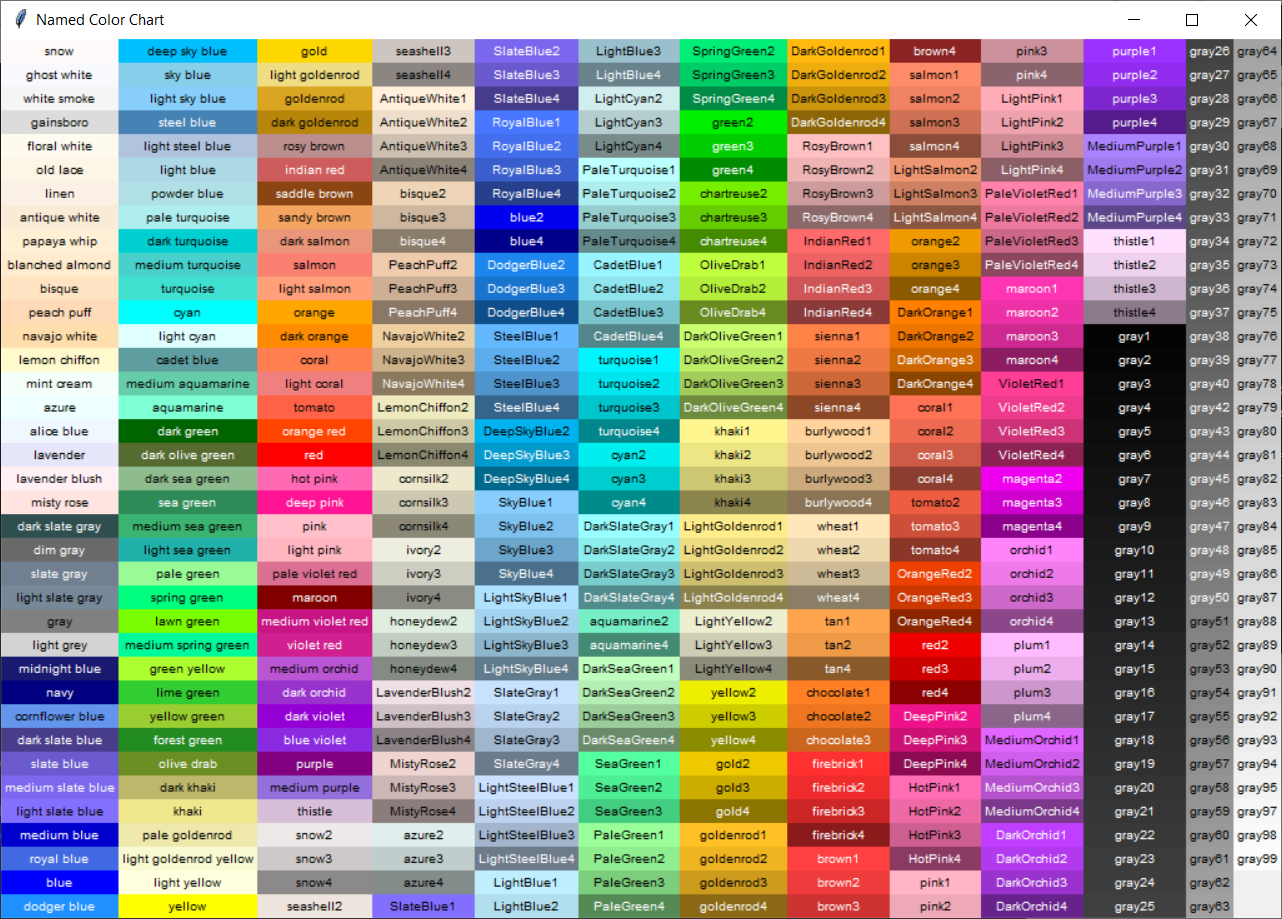 Named Color Chart
snow
ghost white
white smoke
gainsboro
floral white
old lace
linen
antique white
papaya whip
blanched almond
bisque
peach puff
navajo white
lemon chiffon
mint cream
azure
alice blue
lavender
lavender blush
misty rose
dark slate gray
dim gray
slate gray
light slate gray
gray
light grey
midnight blue
navy
cornflower blue
dark slate blue
slate blue
medium slate blue
light slate blue
medium blue
royal blue
blue
dodger blue
deep sky blue
sky blue
light sky blue
steel blue
light steel blue
light blue
powder blue
pale turquoise
dark turquoise
medium turquoise
turquoise
cyan
light cyan
cadet blue
medium aquamarine
aquamarine
dark green
dark olive green
dark sea green
sea green
medium sea green
light sea green
pale green
spring green
lawn green
medium spring green
green yellow
lime green
yellow green
forest green
olive drab
dark khaki
khaki
pale goldenrod
light goldenrod yellow
light yellow
yellow
gold
light goldenrod
goldenrod
dark goldenrod
rosy brown
indian red
saddle brown
sandy brown
dark salmon
salmon
light salmon
orange
dark orange
coral
light coral
tomato
orange red
red
hot pink
deep pink
pink
light pink
pale violet red
maroon
medium violet red
violet red
medium orchid
dark orchid
dark violet
blue violet
purple
medium purple
thistle
snow2
snow3
snow4
seashell2
seashell3
seashell4
AntiqueWhite1
AntiqueWhite2
AntiqueWhite3
AntiqueWhite4
bisque2
bisque3
bisque4
PeachPuff2
PeachPuff3
PeachPuff4
NavajoWhite2
NavajoWhite3
NavajoWhite4
LemonChiffon2
LemonChiffon3
LemonChiffon4
cornsilk2
cornsilk3
cornsilk4
ivory2
ivory3
ivory4
honeydew2
honeydew3
honeydew4
LavenderBlush2
LavenderBlush3
LavenderBlush4
MistyRose2
MistyRose3
MistyRose4
azure2
azure3
azure4
SlateBlue1
SlateBlue2
SlateBlue3
SlateBlue4
RoyalBlue1
RoyalBlue2
RoyalBlue3
RoyalBlue4
blue2
blue4
DodgerBlue2
DodgerBlue3
DodgerBlue4
SteelBlue1
SteelBlue2
SteelBlue3
SteelBlue4
DeepSkyBlue2
DeepSkyBlue3
DeepSkyBlue4
SkyBlue1
SkyBlue2
SkyBlue3
SkyBlue4
LightSkyBlue1
LightSkyBlue2
LightSkyBlue3
LightSkyBlue4
SlateGray1
SlateGray2
SlateGray3
SlateGray4
LightSteelBlue1
LightSteelBlue2
LightSteelBlue3
LightSteelBlue4
LightBlue1
LightBlue2
LightBlue3
LightBlue4
LightCyan2
LightCyan3
LightCyan4
PaleTurquoise1
PaleTurquoise2
PaleTurquoise3
PaleTurquoise4
CadetBlue1
CadetBlue2
CadetBlue3
CadetBlue4
turquoise1
turquoise2
turquoise3
turquoise4
cyan2
cyan3
cyan4
DarkSlateGray1
DarkSlateGray2
DarkSlateGray3
DarkSlateGray4
aquamarine2
aquamarine4
DarkSeaGreen1
DarkSeaGreen2
DarkSeaGreen3
DarkSeaGreen4
SeaGreen1
SeaGreen2
SeaGreen3
PaleGreen1
PaleGreen2
PaleGreen3
PaleGreen4
SpringGreen2
SpringGreen3
SpringGreen4
green2
green3
green4
chartreuse2
chartreuse3
chartreuse4
OliveDrab1
OliveDrab2
OliveDrab4
DarkOliveGreen1
DarkOliveGreen2
DarkOliveGreen3
DarkOliveGreen4
khaki1
khaki2
khaki3
khaki4
LightGoldenrod1
LightGoldenrod2
LightGoldenrod3
LightGoldenrod4
LightYellow2
LightYellow3
LightYellow4
yellow2
yellow3
yellow4
gold2
gold3
gold4
goldenrod1
goldenrod2
goldenrod3
goldenrod4
DarkGoldenrod1
DarkGoldenrod2
DarkGoldenrod3
DarkGoldenrod4
RosyBrown1
RosyBrown2
RosyBrown3
RosyBrown4
IndianRed1
IndianRed2
IndianRed3
IndianRed4
sienna1
sienna2
sienna3
sienna4
burlywood1
burlywood2
burlywood3
burlywood4
wheat1
wheat2
wheat3
wheat4
tan1
tan2
tan4
chocolate1
chocolate2
chocolate3
firebrick1
firebrick2
firebrick3
firebrick4
brown1
brown2
brown3
brown4
salmon1
salmon2
salmon3
salmon4
LightSalmon2
LightSalmon3
LightSalmon4
orange2
orange3
orange4
DarkOrange1
DarkOrange2
DarkOrange3
DarkOrange4
coral1
coral2
coral3
coral4
tomato2
tomato3
tomato4
OrangeRed2
OrangeRed3
OrangeRed4
red2
red3
red4
DeepPink2
DeepPink3
DeepPink4
HotPink1
HotPink2
HotPink3
HotPink4
pink1
pink2
pink3
pink4
LightPink1
LightPink2
LightPink3
LightPink4
PaleVioletRed1
PaleVioletRed2
PaleVioletRed3
PaleVioletRed4
maroon1
maroon2
maroon3
maroon4
VioletRed1
VioletRed2
VioletRed3
VioletRed4
magenta2
magenta3
magenta4
orchid1
orchid2
orchid3
orchid4
plum1
plum2
plum3
plum4
MediumOrchid1
MediumOrchid2
MediumOrchid3
MediumOrchid4
DarkOrchid1
DarkOrchid2
DarkOrchid3
DarkOrchid4
purple1
purple2
purple3
purple4
MediumPurple1
MediumPurple2
MediumPurple3
MediumPurple4
thistle1
thistle2
thistle3
thistle4
gray1
gray2
gray3
gray4
gray5
gray6
gray7
gray8
gray9
gray10
gray11
gray12
gray13
gray14
gray15
gray16
gray17
gray18
gray19
gray20
gray21
gray22
gray23
gray24
gray25
gray26
gray27
gray28
gray29
gray30
gray31
gray32
gray33
gray34
gray35
gray36
gray37
gray38
gray39
gray40
gray42
gray43
gray44
gray45
gray46
gray47
gray48
gray49
gray50
gray51
gray52
gray53
gray54
gray55
gray56
gray57
gray58
gray59
gray60
gray61
gray62
gray63
gray64
gray65
gray66
gray67
gray68
gray69
gray70
gray71
gray72
gray73
gray74
gray75
gray76
gray77
gray78
gray79
gray80
gray81
gray82
gray83
gray84
gray85
gray86
gray87
gray88
gray89
gray90
gray91
gray92
gray93
gray94
gray95
gray97
gray98
gray99